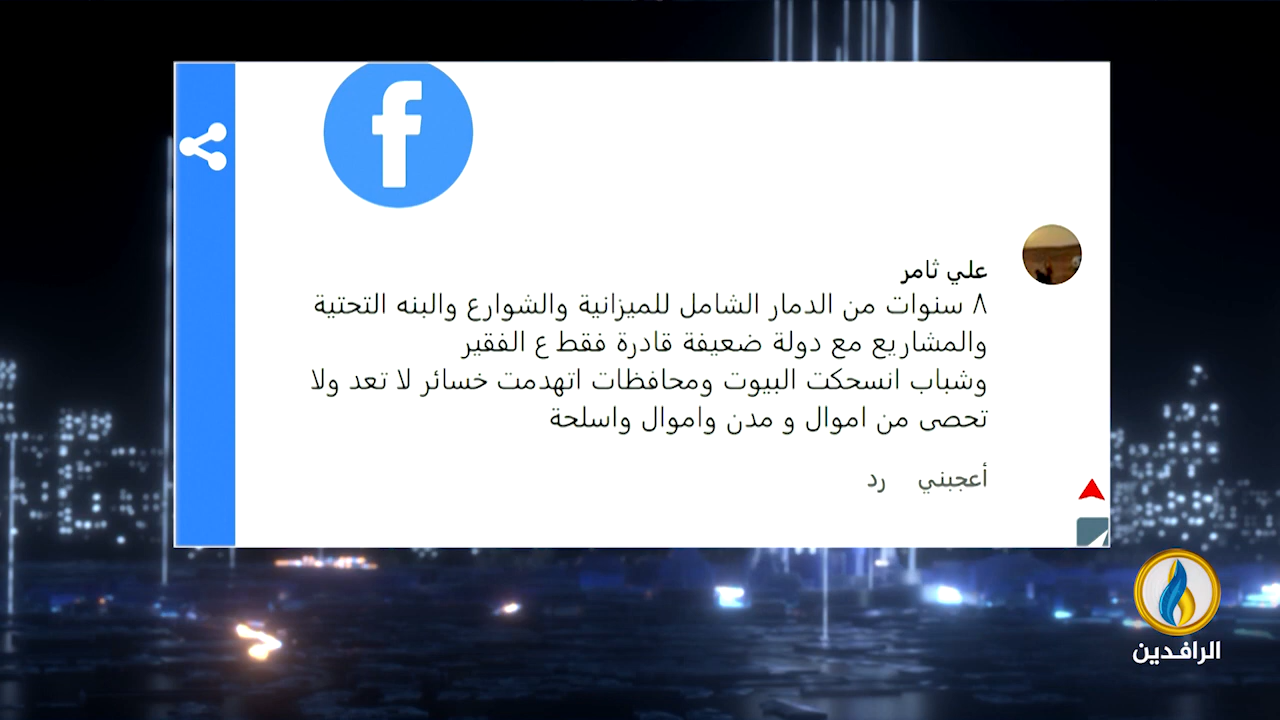 علي ثامر
٨ سنوات من الدمار الشامل للميزانية والشوارع والبنه التحتية
والمشاريع مع دولة ضعيفة قادرة فقط ع الفقير
وشباب انسحكت البيوت ومحافظات اتهدمت خسائر لا تعد ولا
تحصى من اموال و مدن واموال واسلحة
أعجبني رد
الرافدين